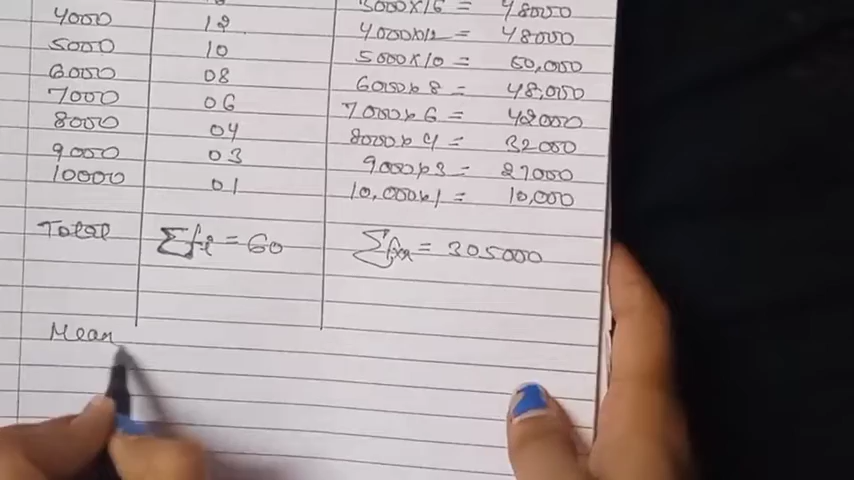 3000x16 = 48000
4000 12 4000x12 = 48000
5000 10 5000x10 = 50,000
6000 08 6000x8 = 48,000
7000 06 7000x6 = 42000
8000 04 8000x4 = 32000
9000 03 9000x3 = 27000
10000 01 10,000x1 = 10,000
Total Σfi = 60 Σfixi = 305000
Mean